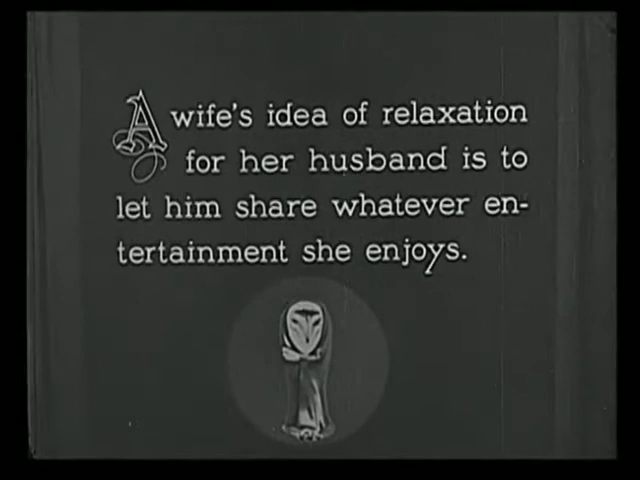 A wife's idea of relaxation
for her husband is to
let him share whatever en-
tertainment she enjoys.